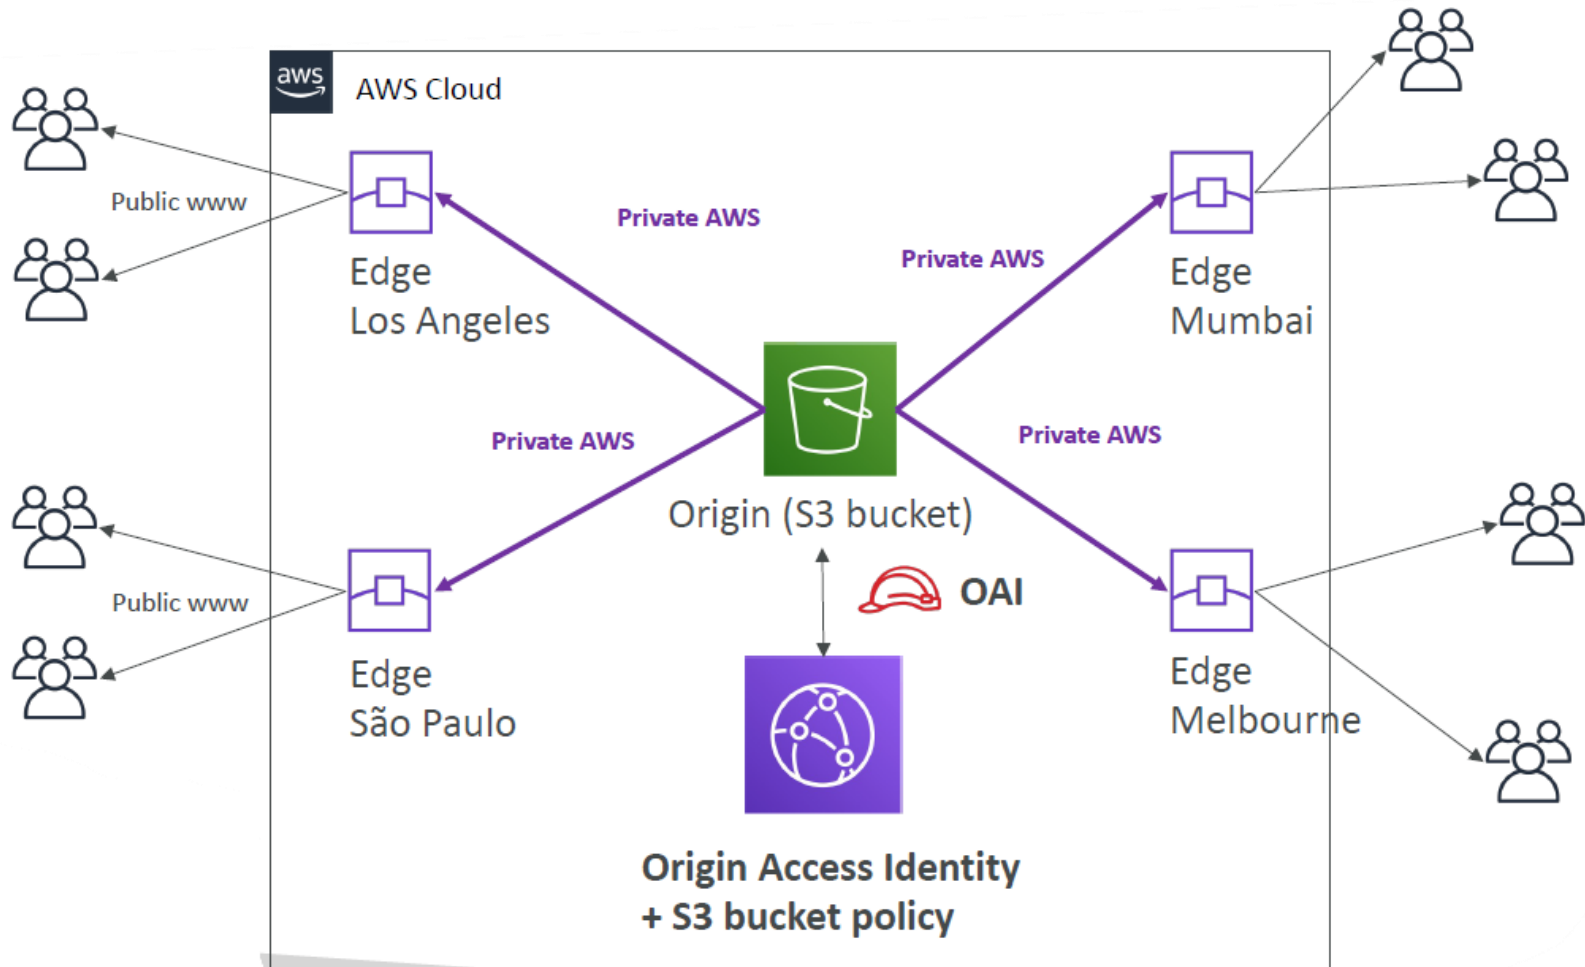 aws
AWS Cloud
Public www
Private AWS
Private AWS
Edge
Los Angeles
Edge
Mumbai
Private AWS
Private AWS
Origin (S3 bucket)
OAI
Public www
Edge
São Paulo
Edge
Melbourne
Origin Access Identity
+ S3 bucket policy